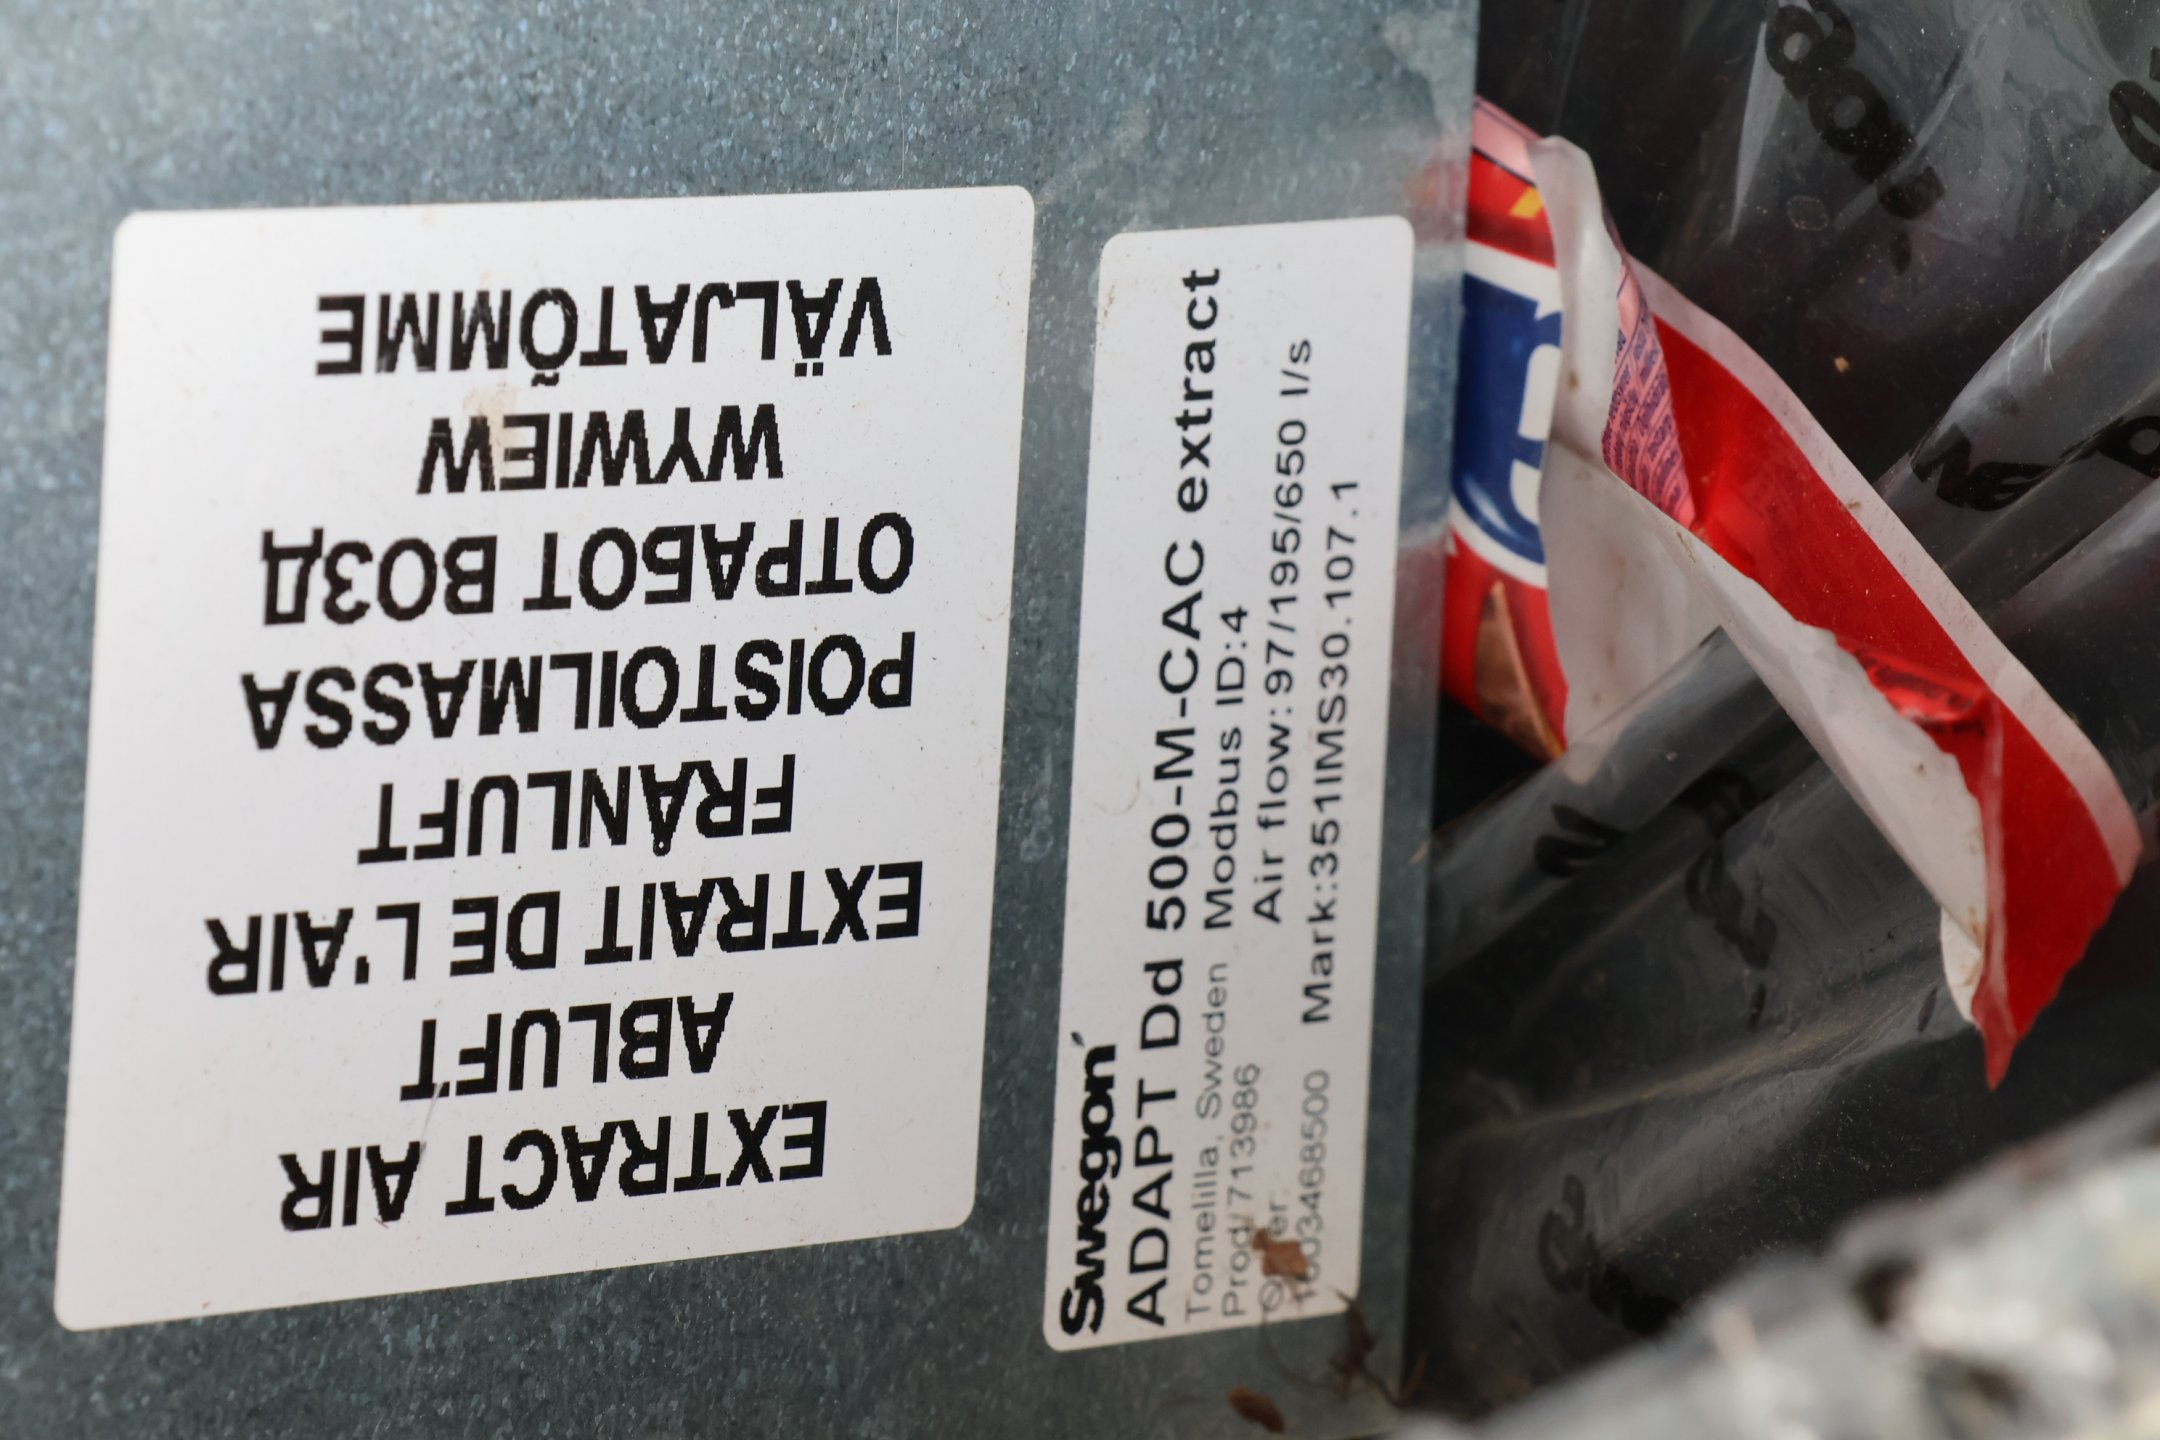 EXTRACT AIR
ABLUFT
EXTRAIT DE L'AIR
FRÅNLUFT
POISTOILMASSA
ОТРАБОТ ВОЗД
WYWIEW
VÄLJATÕMME
Swegon
ADAPT Dd 500-M-CAC extract
Tomelilla, Sweden Modbus ID:4
Prod/713986 Air flow:97/195/650 l/s
Mark:351IMS30.107.1